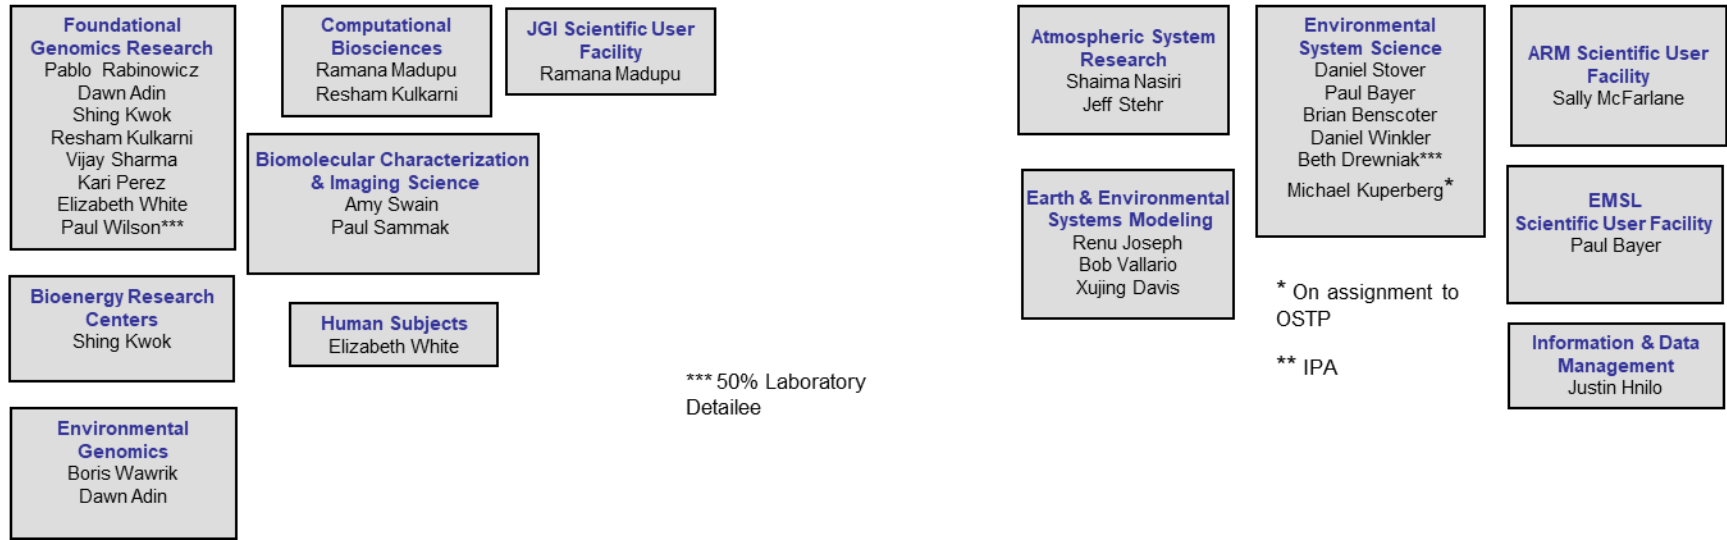 Foundational
Genomics Research
Pablo Rabinowicz
Dawn Adin
Shing Kwok
Resham Kulkarni
Vijay Sharma
Kari Perez
Elizabeth White
Paul Wilson***
Bioenergy Research
Centers
Shing Kwok
Environmental
Genomics
Boris Wawrik
Dawn Adin
Computational
Biosciences
Ramana Madupu
Resham Kulkarni
Biomolecular Characterization
& Imaging Science
Amy Swain
Paul Sammak
Human Subjects
Elizabeth White
JGI Scientific User
Facility
Ramana Madupu
*** 50% Laboratory
Detailee
Atmospheric System
Research
Shaima Nasiri
Jeff Stehr
Earth & Environmental
Systems Modeling
Renu Joseph
Bob Vallario
Xujing Davis
Environmental
System Science
Daniel Stover
Paul Bayer
Brian Benscoter
Daniel Winkler
Beth Drewniak***
Michael Kuperberg*
* On assignment to
OSTP
** IPA
ARM Scientific User
Facility
Sally McFarlane
EMSL
Scientific User Facility
Paul Bayer
Information & Data
Management
Justin Hnilo